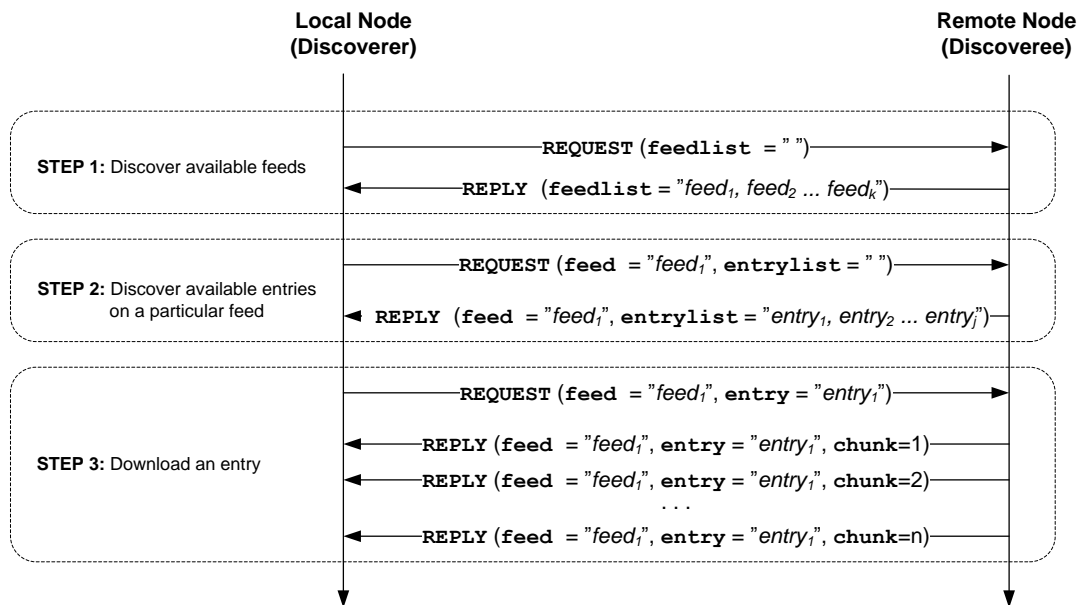 Local Node
(Discoverer)
Remote Node
(Discoveree)
STEP 1: Discover available feeds
REQUEST (feedlist = ” ”)
REPLY (feedlist = ”feed₁, feed₂ ... feedₖ”)
STEP 2: Discover available entries
on a particular feed
REQUEST (feed = ”feed₁”, entrylist = ” ”)
REPLY (feed = ”feed₁”, entrylist = ”entry₁, entry₂ ... entryⱼ”)
STEP 3: Download an entry
REQUEST (feed = ”feed₁”, entry = ”entry₁”)
REPLY (feed = ”feed₁”, entry = ”entry₁”, chunk=1)
REPLY (feed = ”feed₁”, entry = ”entry₁”, chunk=2)
. . .
REPLY (feed = ”feed₁”, entry = ”entry₁”, chunk=n)